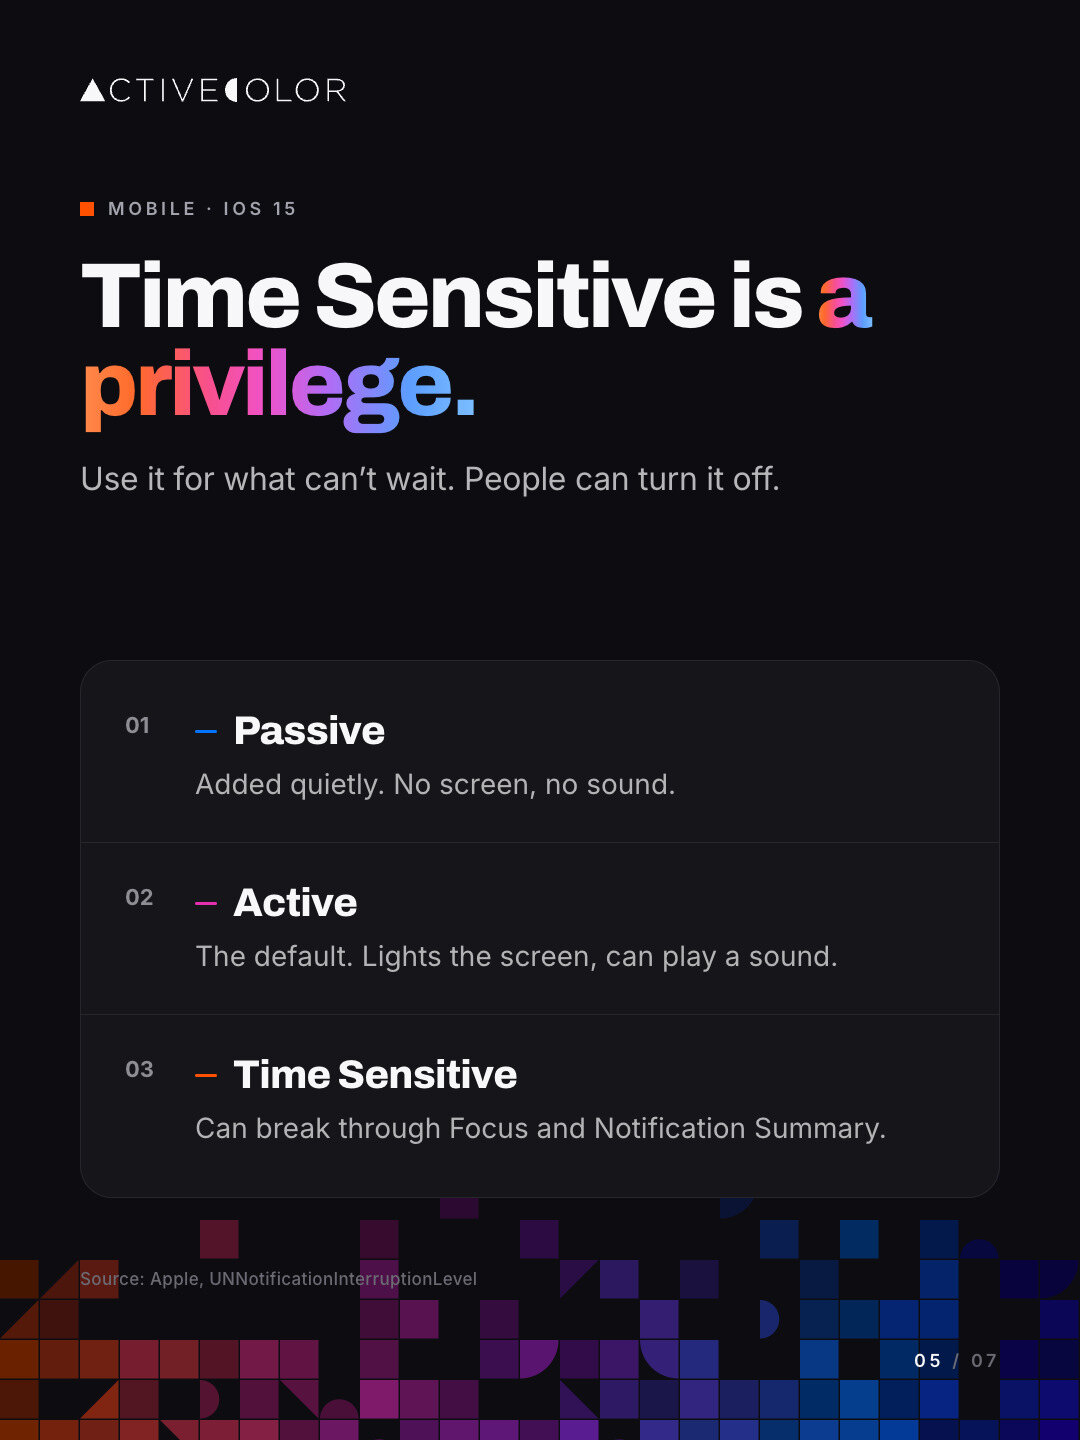 ACTIVECOLOR
MOBILE · IOS 15
Time Sensitive is a
privilege.
Use it for what can’t wait. People can turn it off.
01
Passive
Added quietly. No screen, no sound.
02
Active
The default. Lights the screen, can play a sound.
03
Time Sensitive
Can break through Focus and Notification Summary.
Source: Apple, UNNotificationInterruptionLevel
05 / 07